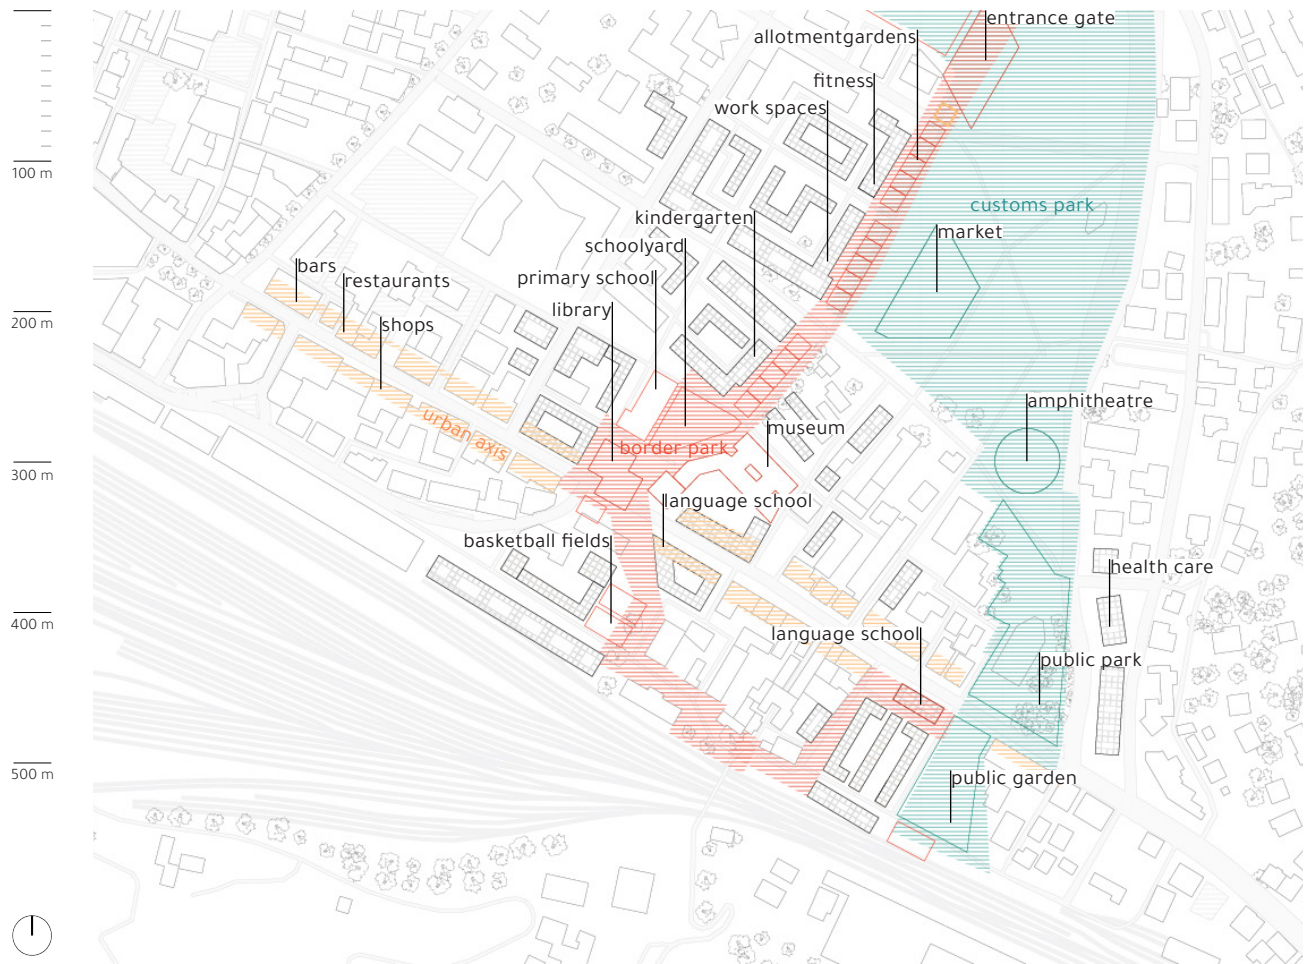 entrance gate
allotmentgardens
fitness
work spaces
100 m
customs park
kindergarten
market
schoolyard
bars
primary school
restaurants
library
shops
200 m
amphitheatre
urban axis
museum
border park
300 m
language school
basketball fields
health care
400 m
language school
public park
500 m
public garden